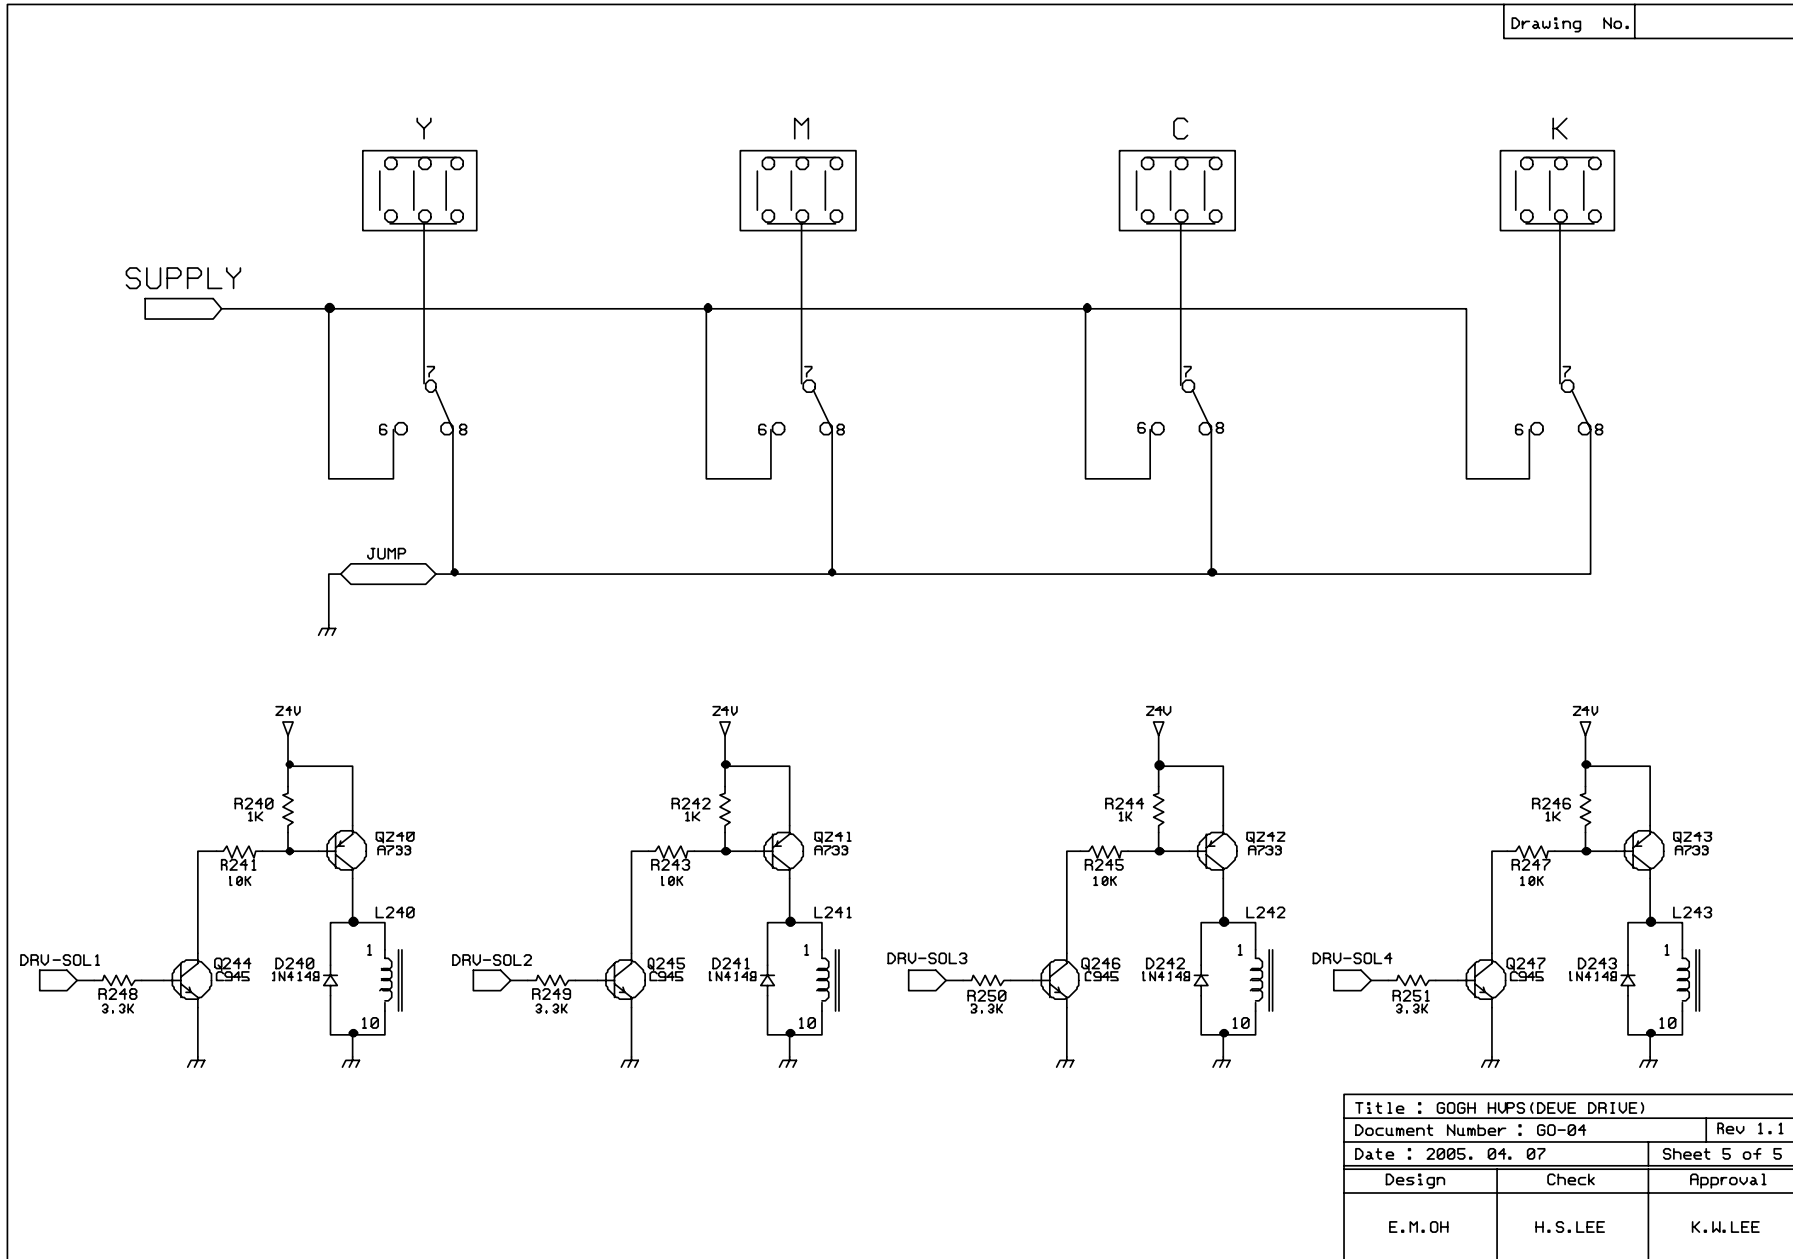 Drawing No.
Y M C K
SUPPLY
7 7 7 7
6 8 6 8 6 8 6 8
JUMP
24V 24V 24V 24V
R240 R242 R244 R246
1K 1K 1K 1K
Q240 Q241 Q242 Q243
A733 A733 A733 A733
R241 R243 R245 R247
10K 10K 10K 10K
L240 L241 L242 L243
1 1 1 1
DRV-SOL1 Q244 D240 DRV-SOL2 Q245 D241 DRV-SOL3 Q246 D242 DRV-SOL4 Q247 D243
C945 1N4148 C945 1N4148 C945 1N4148 C945 1N4148
R248 R249 R250 R251
3.3K 3.3K 3.3K 3.3K
10 10 10 10
Title : GOGH HVPS(DEVE DRIVE)
Document Number : GO-04 Rev 1.1
Date : 2005. 04. 07 Sheet 5 of 5
Design Check Approval
E.M.OH H.S.LEE K.W.LEE